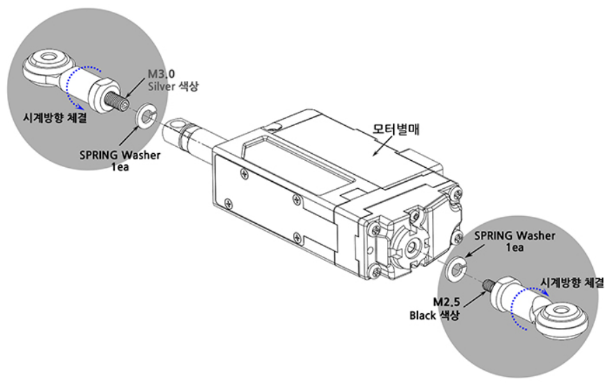 M3.0
Silver 색상
시계방향 체결
SPRING Washer
1ea
모터별매
SPRING Washer
1ea
시계방향 체결
M2.5
Black 색상